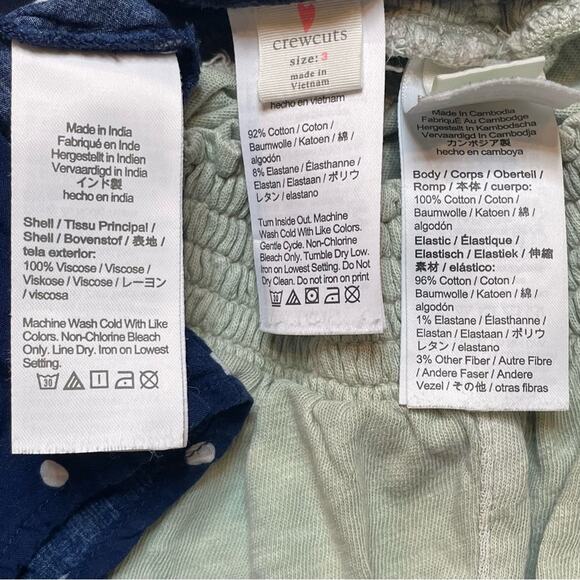 Made in India
Fabriqué en Inde
Hergestellt in Indien
Vervaardigd in India
インド製
hecho en india
Shell / Tissu Principal /
Shell / Bovenstof / 表地 /
tela exterior:
100% Viscose / Viscose /
Viskose / Viscose / レーヨン
/ viscosa
Machine Wash Cold With Like
Colors. Non-Chlorine Bleach
Only. Line Dry. Iron on Lowest
Setting.
30
crewcuts
size: 3
made in
Vietnam
hecho en vietnam
92% Cotton / Coton /
Baumwolle / Katoen / 綿 /
algodón
8% Elastane / Élasthanne /
Elastan / Elastaan / ポリウ
レタン / elastano
Turn Inside Out. Machine
Wash Cold With Like Colors.
Gentle Cycle. Non-Chlorine
Bleach Only. Tumble Dry Low.
Iron on Lowest Setting. Do Not
Dry Clean. Do not iron on print
30
Made in Cambodia
Fabriqué Au Cambodge
Hergestellt in Kambodscha
Vervaardigd in Cambodja
カンボジア製
hecho en camboya
Body / Corps / Oberteil /
Romp / 本体 / cuerpo:
100% Cotton / Coton /
Baumwolle / Katoen / 綿 /
algodón
Elastic / Élastique /
Elastisch / Elastiek / 伸縮
素材 / elástico:
96% Cotton / Coton /
Baumwolle / Katoen / 綿 /
algodón
1% Elastane / Élasthanne /
Elastan / Elastaan / ポリウ
レタン / elastano
3% Other Fiber / Autre Fibre
/ Andere Faser / Andere
Vezel / その他 / otras fibras